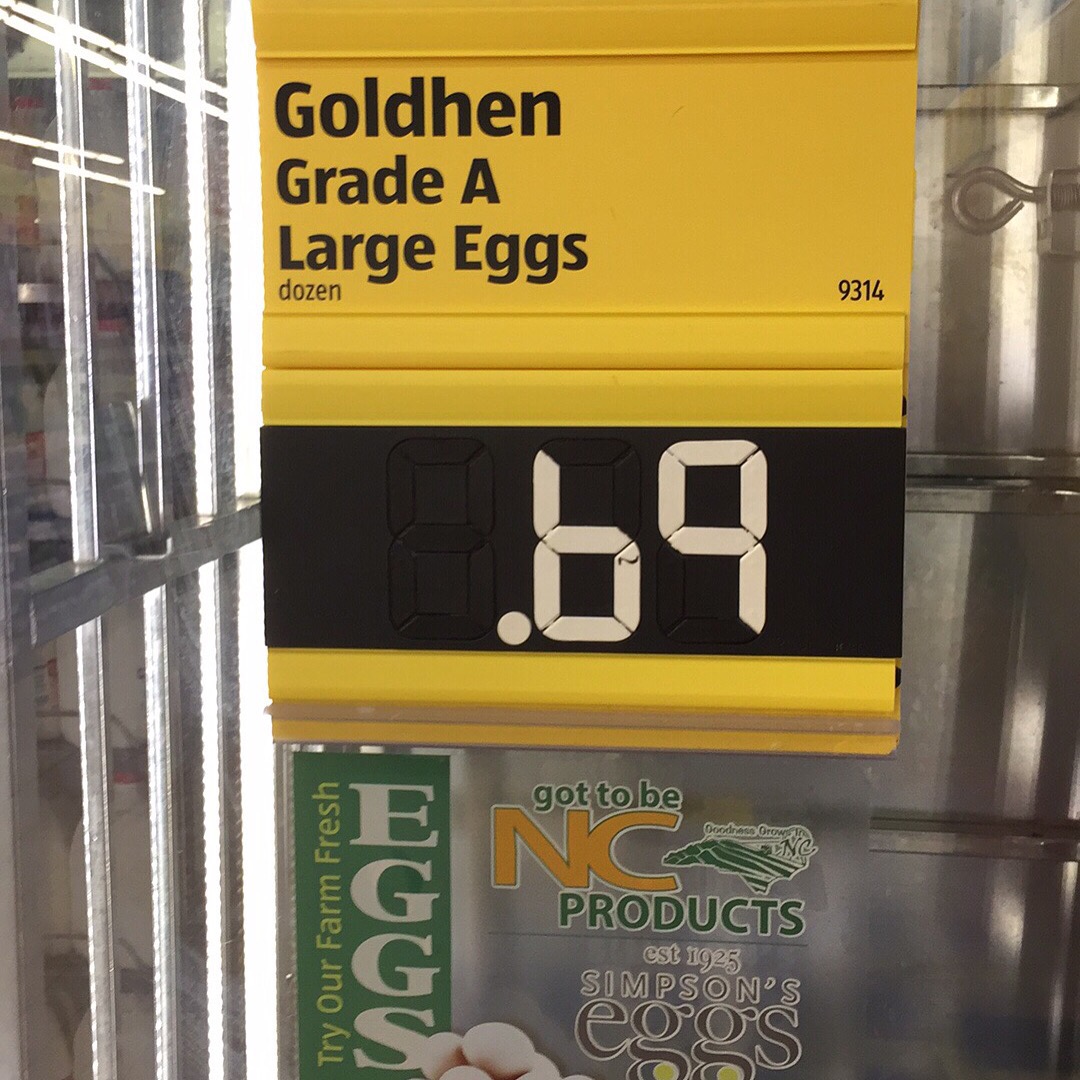 Goldhen
Grade A
Large Eggs
dozen 9314
.69
Try Our Farm Fresh
EGGS
got to be
NC
Goodness Grows In
NC
PRODUCTS
est 1925
SIMPSON'S
eggs